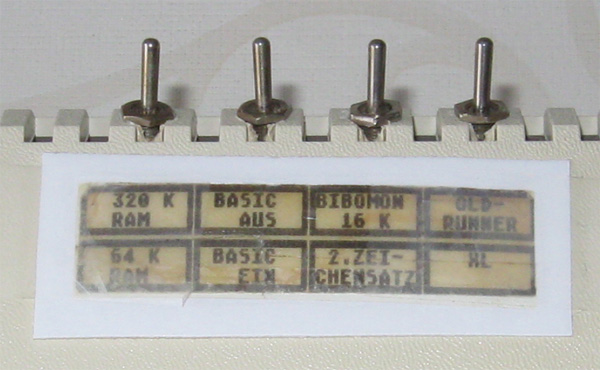 320 K
RAM
BASIC
AUS
BIBOMON
16 K
OLD-
RUNNER
64 K
RAM
BASIC
EIN
2.ZEI-
CHENSATZ
XL